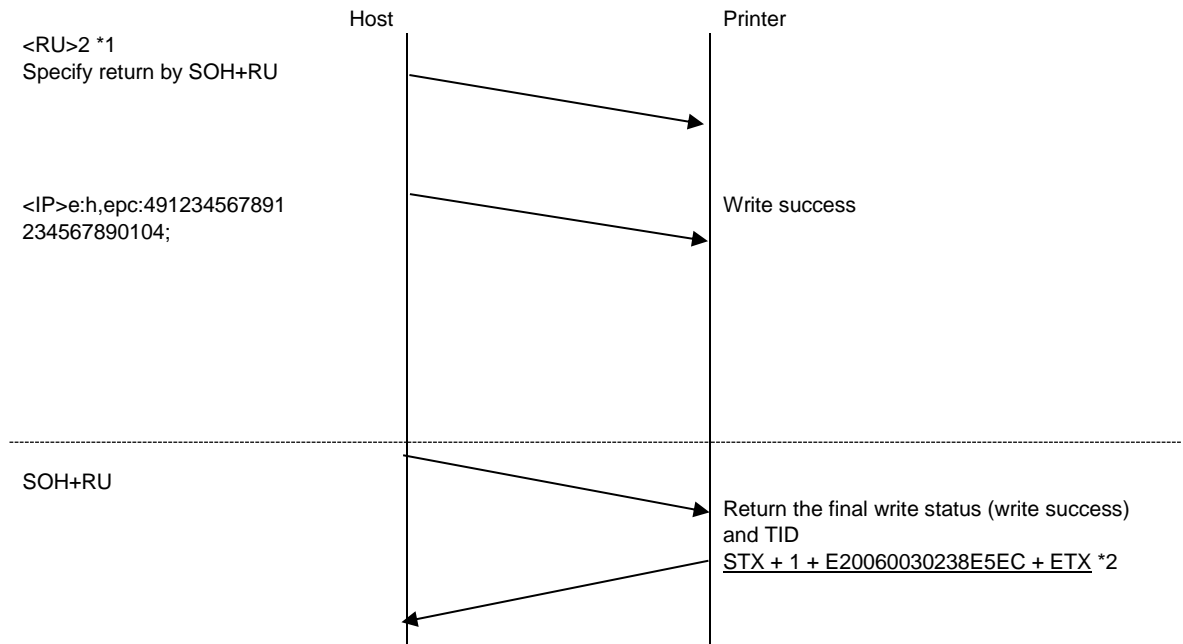 Host
Printer
<RU>2 *1
Specify return by SOH+RU
<IP>e:h,epc:491234567891
234567890104;
Write success
SOH+RU
Return the final write status (write success)
and TID
STX + 1 + E20060030238E5EC + ETX *2